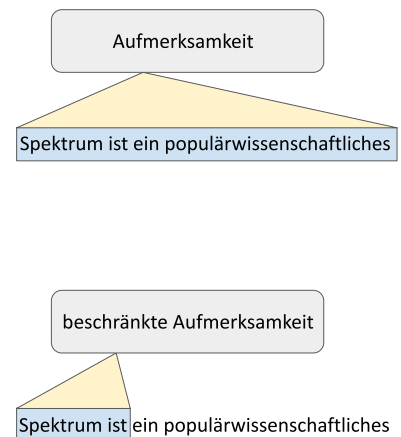 Aufmerksamkeit
Spektrum ist ein populärwissenschaftliches
beschränkte Aufmerksamkeit
Spektrum ist ein populärwissenschaftliches